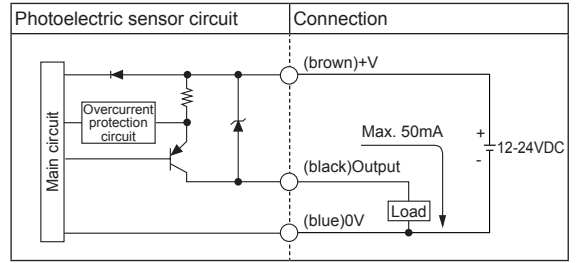 Photoelectric sensor circuit
Connection
(brown)+V
Main circuit
Overcurrent
protection
circuit
Max. 50mA
+
12-24VDC
-
(black)Output
Load
(blue)0V